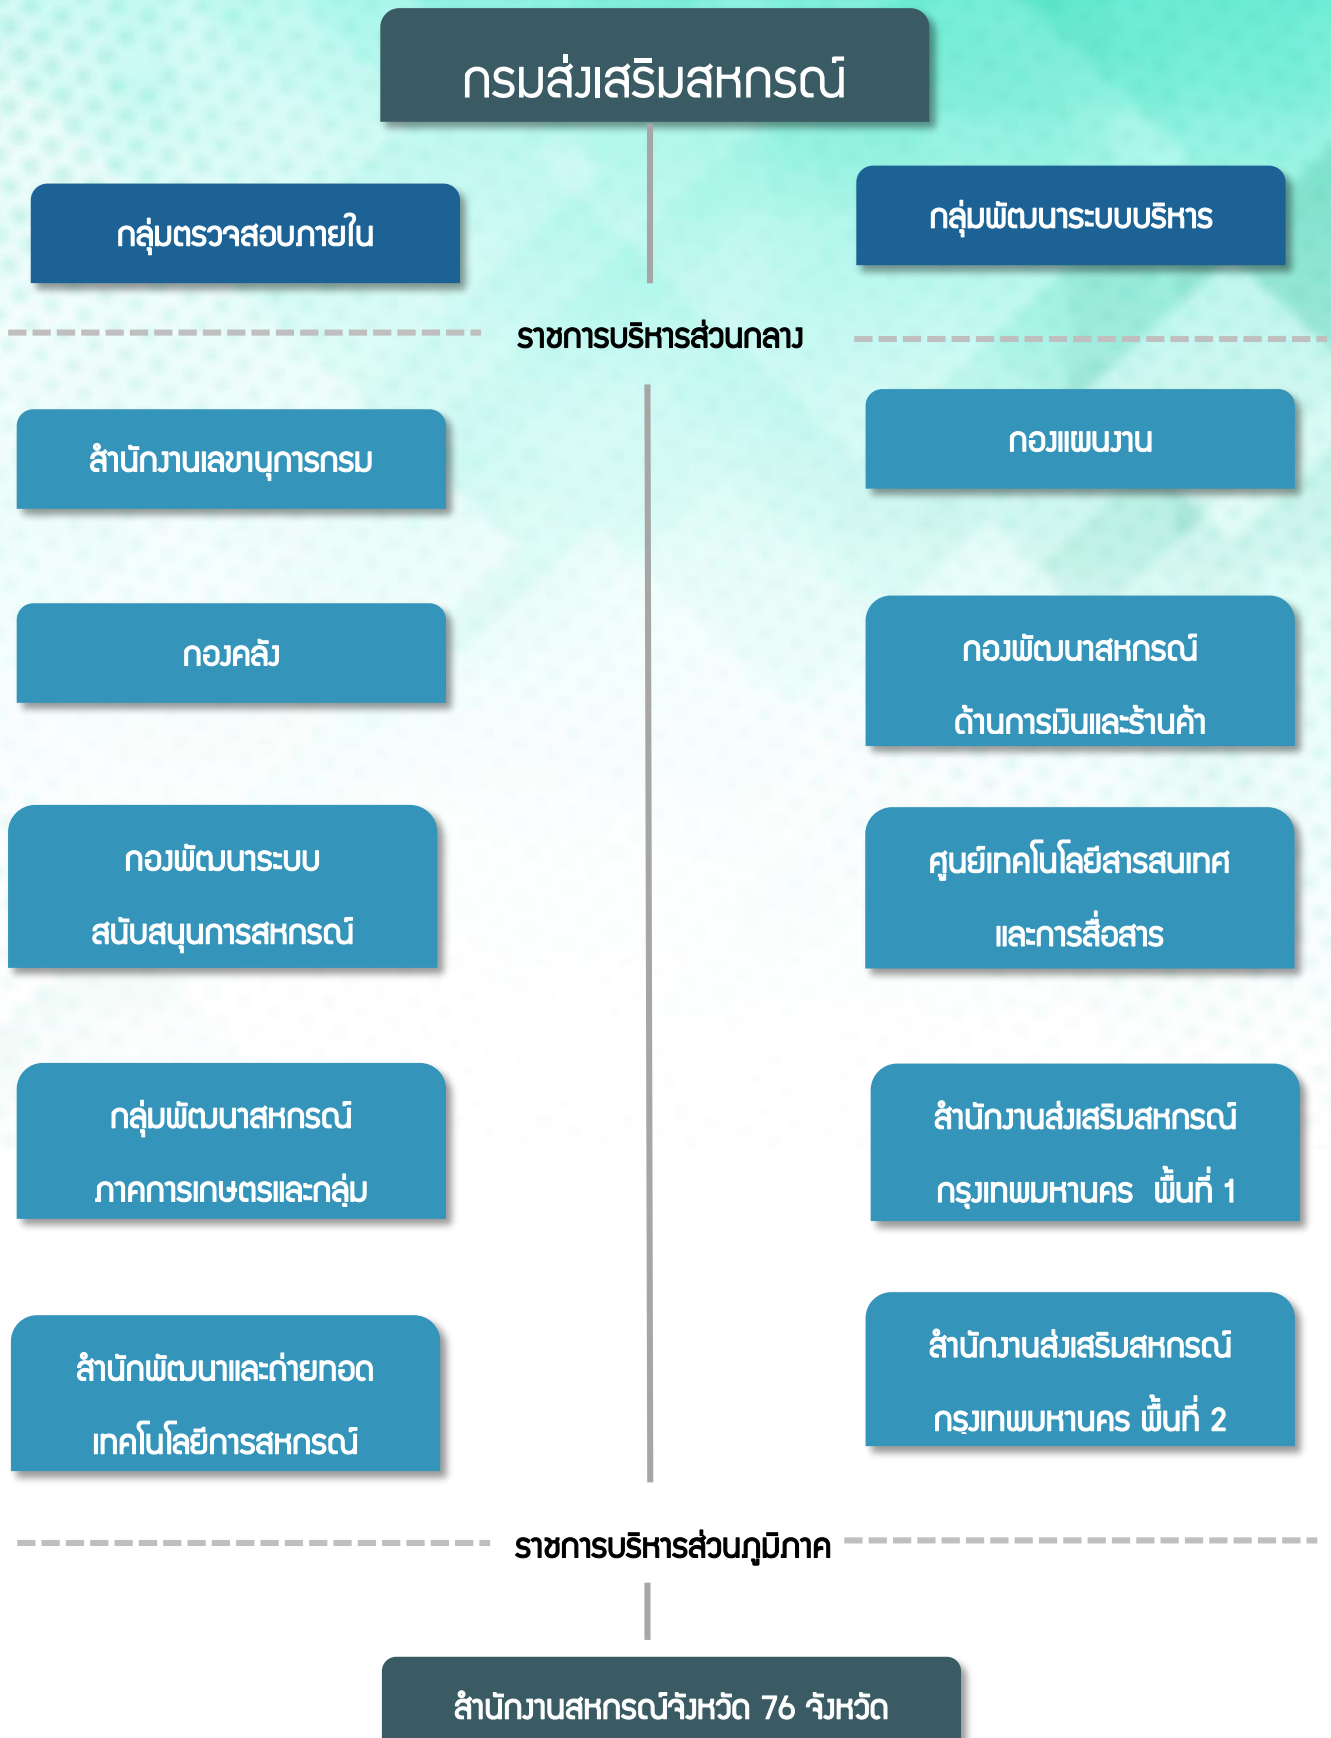 กรมส่งเสริมสหกรณ์
กลุ่มตรวจสอบภายใน
กลุ่มพัฒนาระบบบริหาร
ราชการบริหารส่วนกลาง
สำนักงานเลขานุการกรม
กองแผนงาน
กองคลัง
กองพัฒนาสหกรณ์
ด้านการเงินและร้านค้า
กองพัฒนาระบบ
สนับสนุนการสหกรณ์
ศูนย์เทคโนโลยีสารสนเทศ
และการสื่อสาร
กลุ่มพัฒนาสหกรณ์
ภาคการเกษตรและกลุ่ม
สำนักงานส่งเสริมสหกรณ์
กรุงเทพมหานคร พื้นที่ 1
สำนักพัฒนาและถ่ายทอด
เทคโนโลยีการสหกรณ์
สำนักงานส่งเสริมสหกรณ์
กรุงเทพมหานคร พื้นที่ 2
ราชการบริหารส่วนภูมิภาค
สำนักงานสหกรณ์จังหวัด 76 จังหวัด